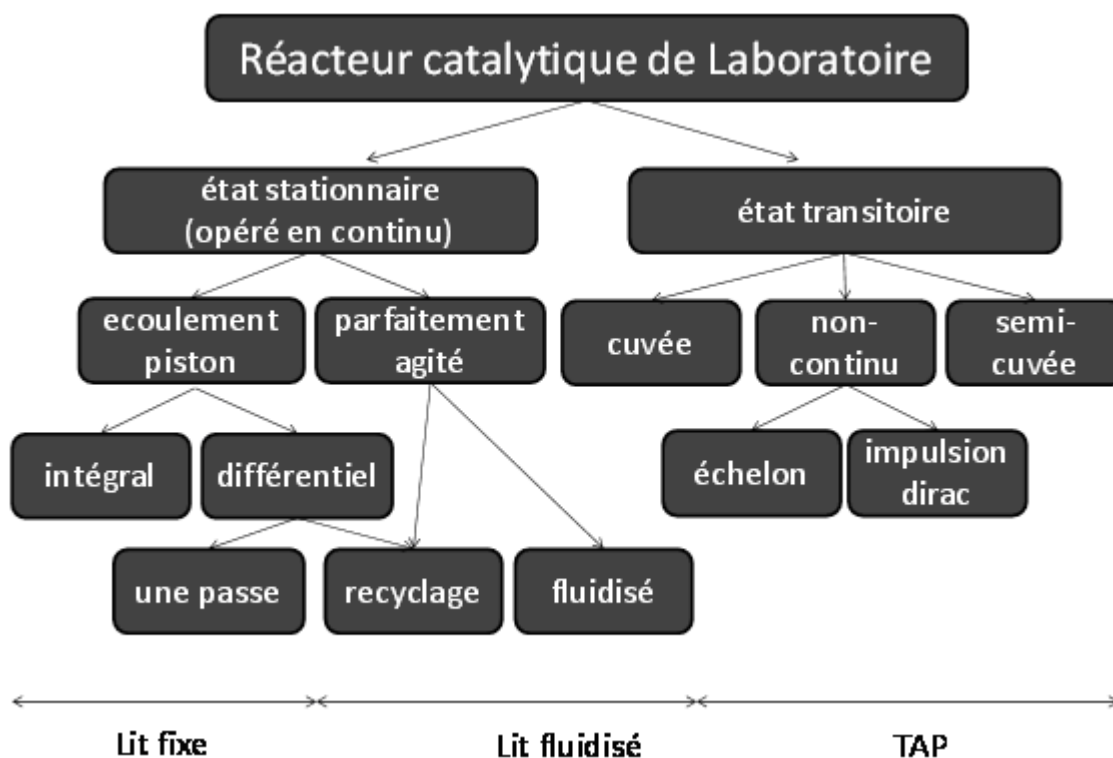 Réacteur catalytique de Laboratoire
état stationnaire
(opéré en continu)
état transitoire
ecoulement
piston
parfaitement
agité
cuvée
non-
continu
semi-
cuvée
intégral
différentiel
échelon
impulsion
dirac
une passe
recyclage
fluidisé
Lit fixe
Lit fluidisé
TAP